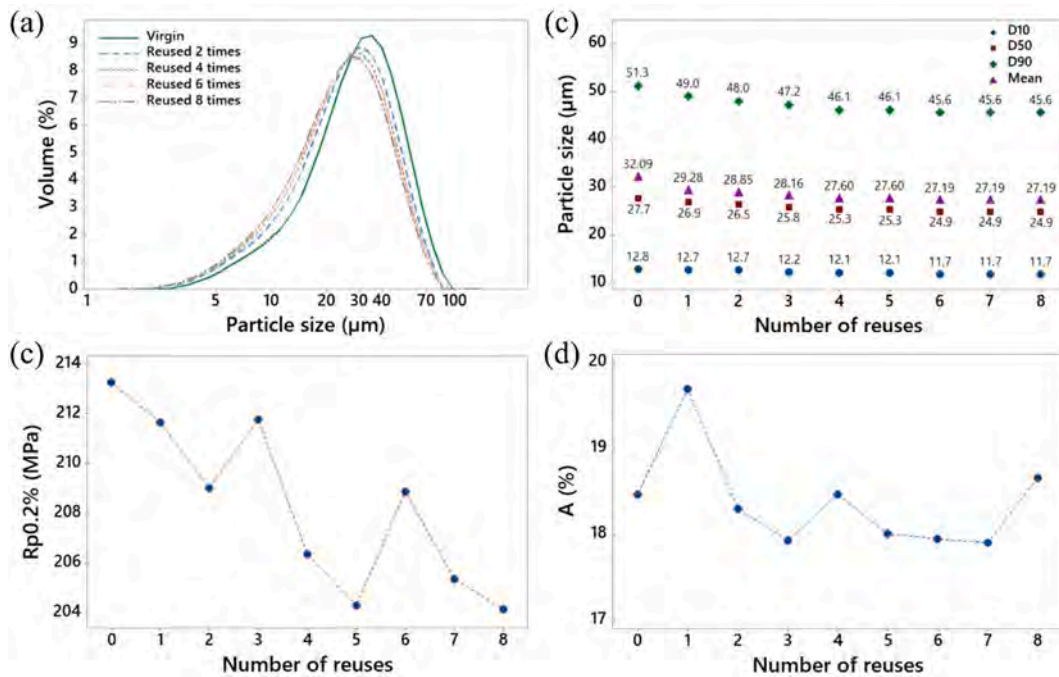 (a)
Virgin
Reused 2 times
Reused 4 times
Reused 6 times
Reused 8 times
Volume (%)
9
8
7
6
5
4
3
2
1
0
1 5 10 20 30 40 70 100
Particle size (µm)
(c)
D10
D50
D90
Mean
Particle size (µm)
60
50
40
30
20
10
51.3 49.0 48.0 47.2 46.1 46.1 45.6 45.6 45.6
32.09 29.28 28.85 28.16 27.60 27.60 27.19 27.19 27.19
27.7 26.9 26.5 25.8 25.3 25.3 24.9 24.9 24.9
12.8 12.7 12.7 12.2 12.1 12.1 11.7 11.7 11.7
0 1 2 3 4 5 6 7 8
Number of reuses
(c)
Rp0.2% (MPa)
214
212
210
208
206
204
0 1 2 3 4 5 6 7 8
Number of reuses
(d)
A (%)
20
19
18
17
0 1 2 3 4 5 6 7 8
Number of reuses